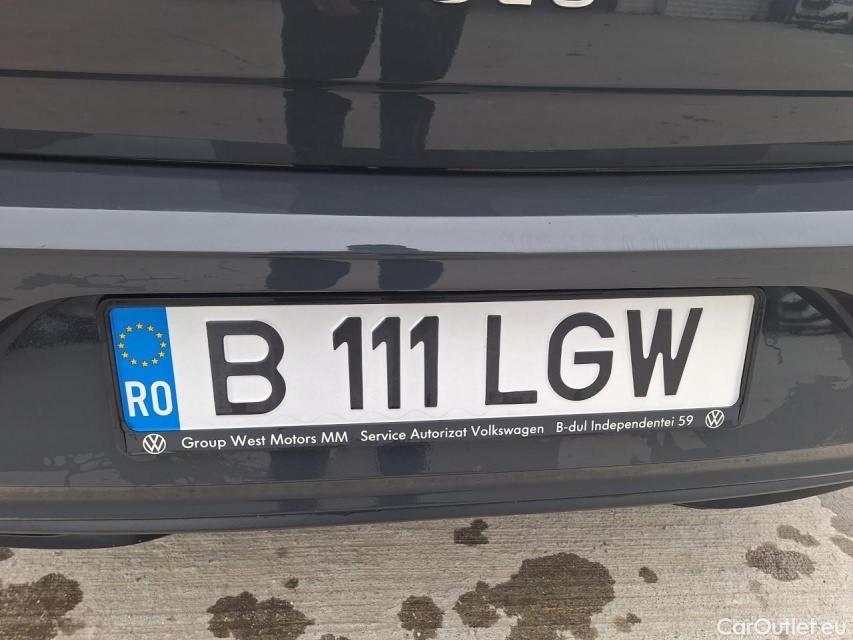 RO B 111 LGW
Group West Motors MM Service Autorizat Volkswagen B-dul Independentei 59
CarOutlet.eu